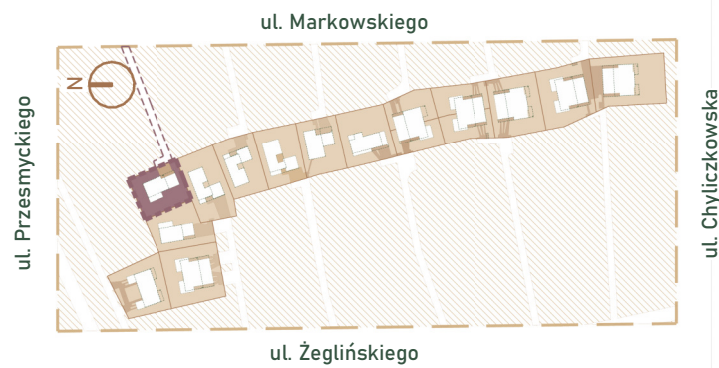 ul. Markowskiego
N
ul. Przesmyckiego
ul. Chyliczkowska
ul. Żeglińskiego